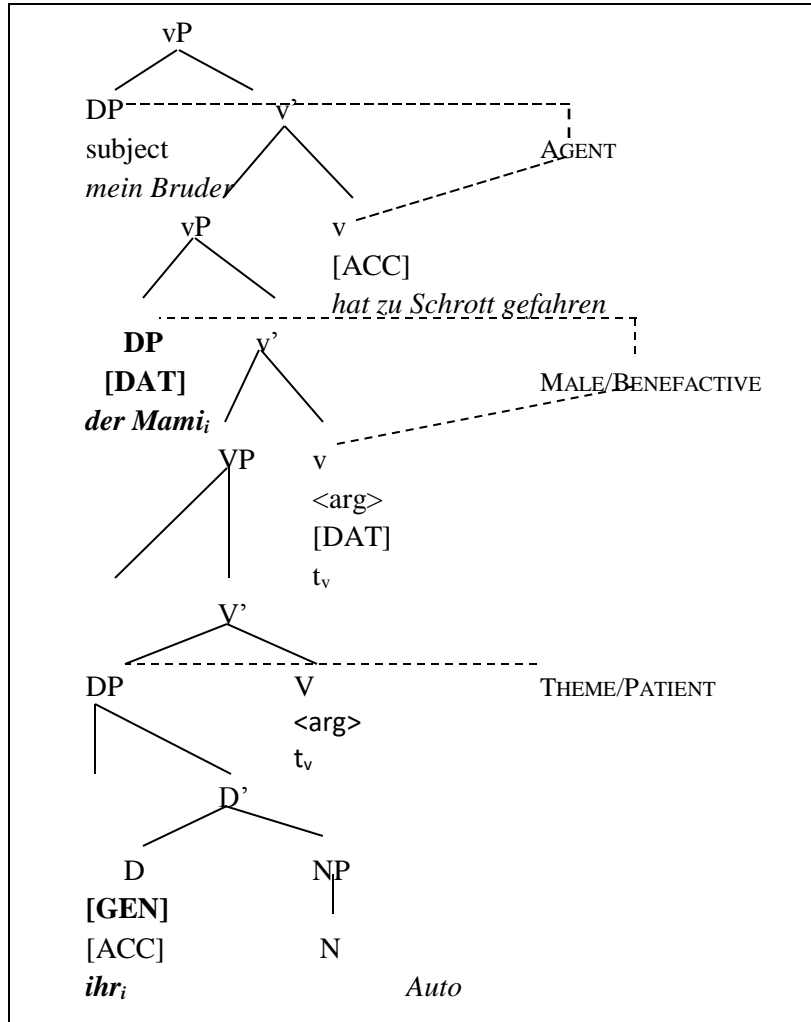 vP
DP v’
subject AGENT
mein Bruder
vP v
[ACC]
hat zu Schrott gefahren
DP v’
[DAT] MALE/BENEFACTIVE
der Mamiᵢ
VP v
<arg>
[DAT]
tᵥ
V’
DP V THEME/PATIENT
<arg>
tᵥ
D’
D NP
[GEN]
[ACC] N
ihrᵢ Auto